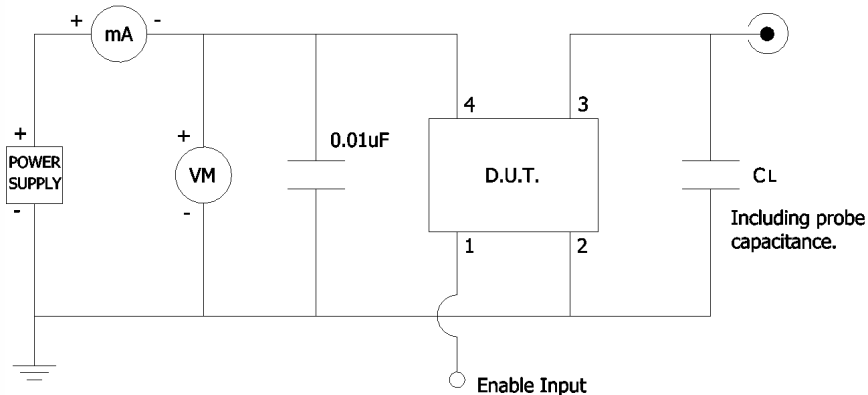 + mA -
4 3
+
POWER
SUPPLY
-
+
VM
-
0.01uF
D.U.T.
CL
Including probe
capacitance.
1 2
Enable Input